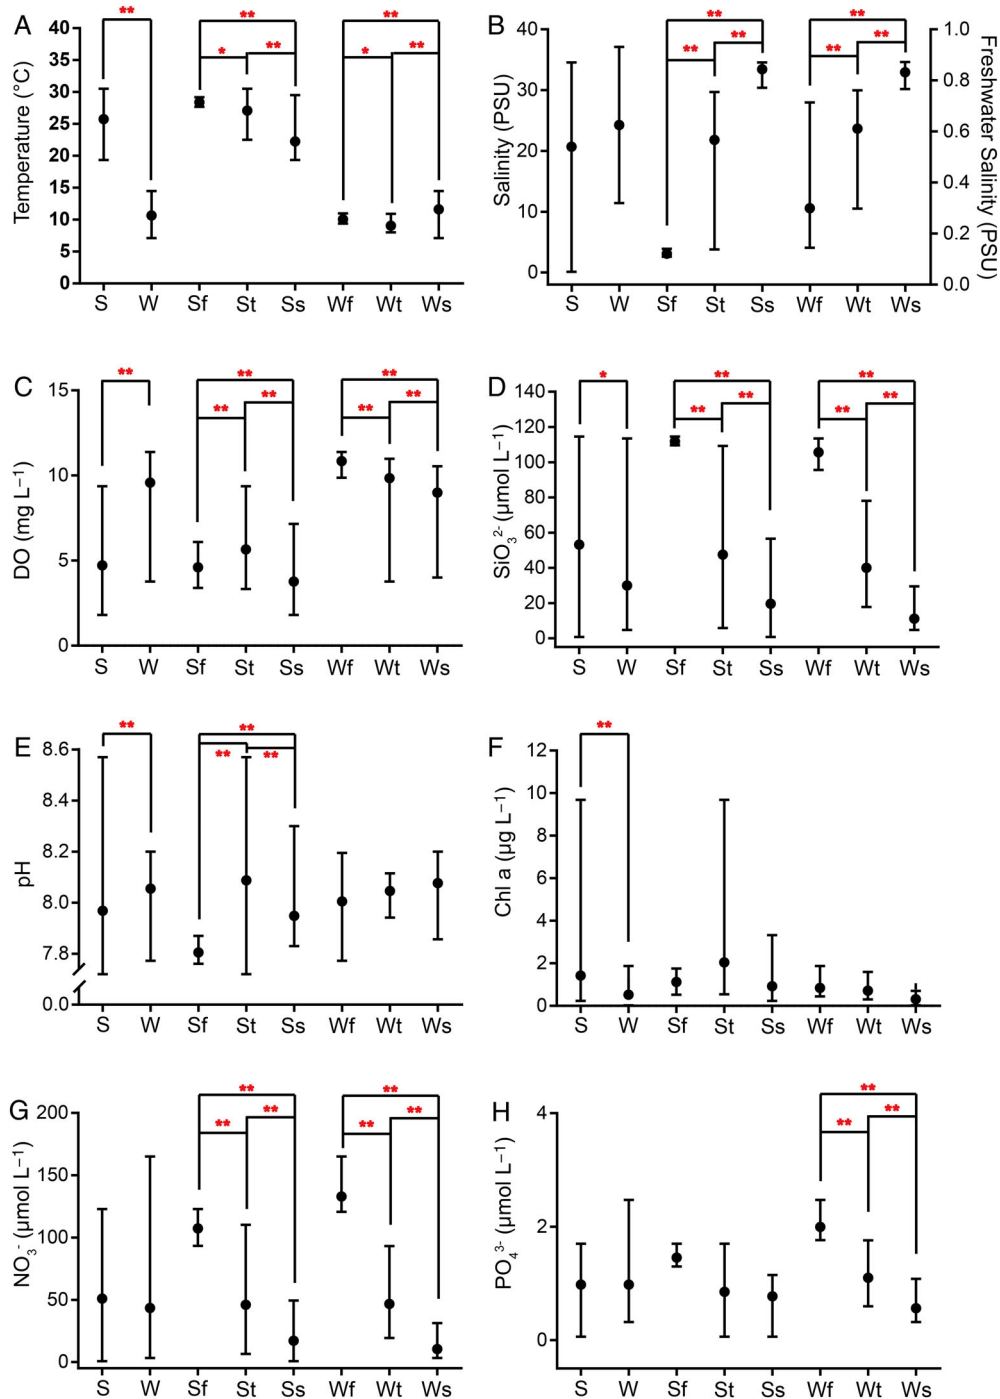 A
Temperature (°C)
40
35
30
25
20
15
10
5
0
** ** * ** ** * **
S W Sf St Ss Wf Wt Ws
B
Salinity (PSU)
40
30
20
10
0
** ** ** ** ** **
Freshwater Salinity (PSU)
1.0
0.8
0.6
0.4
0.2
0.0
S W Sf St Ss Wf Wt Ws
C
DO (mg L⁻¹)
15
10
5
0
** ** ** ** ** ** **
S W Sf St Ss Wf Wt Ws
D
SiO₃²⁻ (μmol L⁻¹)
140
120
100
80
60
40
20
0
* ** ** ** ** ** **
S W Sf St Ss Wf Wt Ws
E
pH
8.6
8.4
8.2
8.0
7.8
0.0
** ** ** **
S W Sf St Ss Wf Wt Ws
F
Chl a (μg L⁻¹)
12
10
8
6
4
2
0
**
S W Sf St Ss Wf Wt Ws
G
NO₃⁻ (μmol L⁻¹)
200
150
100
50
0
** ** ** ** ** **
S W Sf St Ss Wf Wt Ws
H
PO₄³⁻ (μmol L⁻¹)
4
2
0
** ** **
S W Sf St Ss Wf Wt Ws